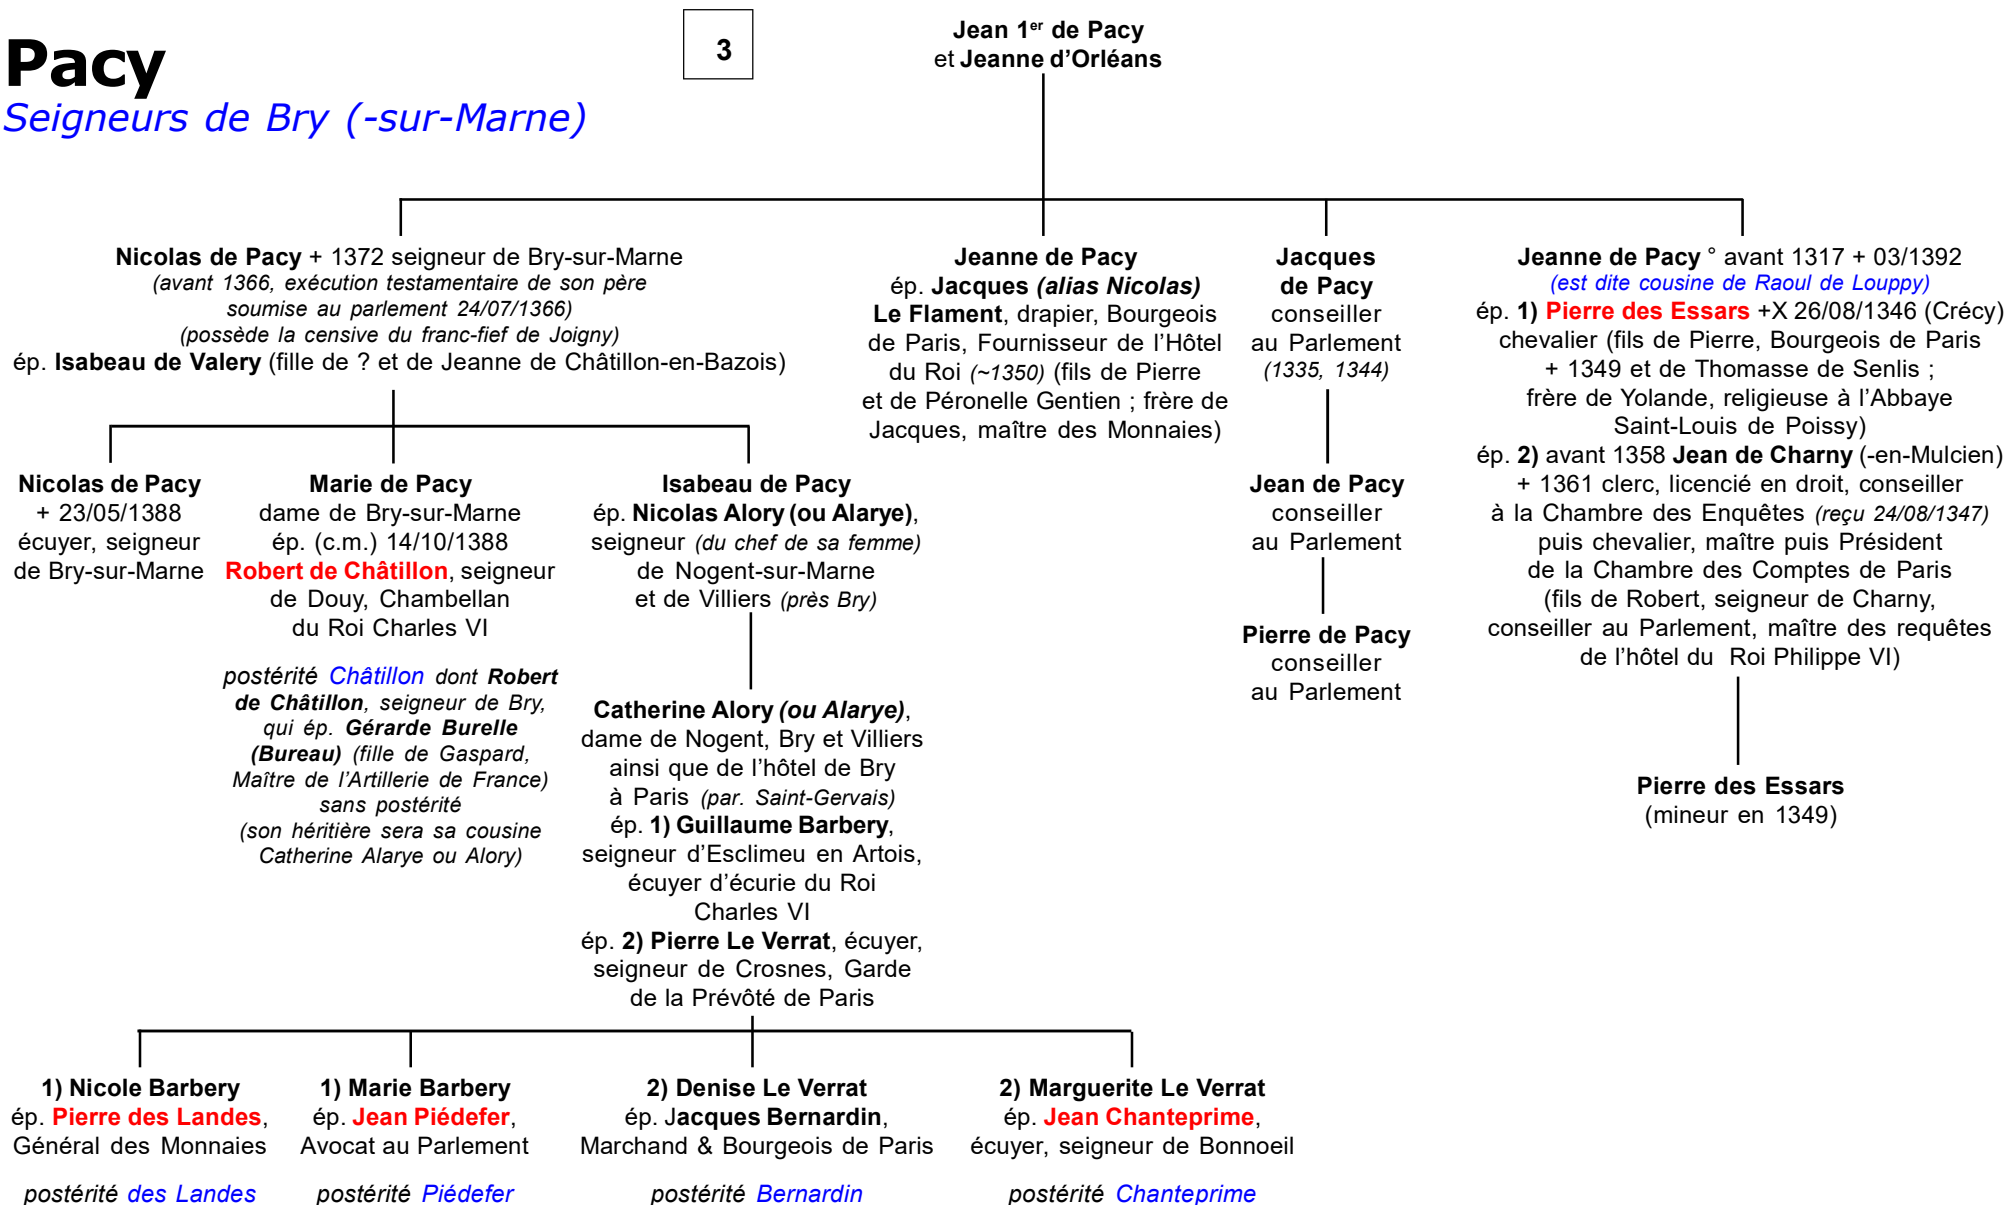 Pacy
Seigneurs de Bry (-sur-Marne)
3
Jean 1er de Pacy
et Jeanne d’Orléans
Nicolas de Pacy + 1372 seigneur de Bry-sur-Marne
(avant 1366, exécution testamentaire de son père
soumise au parlement 24/07/1366)
(possède la censive du franc-fief de Joigny)
ép. Isabeau de Valery (fille de ? et de Jeanne de Châtillon-en-Bazois)
Jeanne de Pacy
ép. Jacques (alias Nicolas)
Le Flament, drapier, Bourgeois
de Paris, Fournisseur de l’Hôtel
du Roi (~1350) (fils de Pierre
et de Péronelle Gentien ; frère de
Jacques, maître des Monnaies)
Jacques
de Pacy
conseiller
au Parlement
(1335, 1344)
Jeanne de Pacy ° avant 1317 + 03/1392
(est dite cousine de Raoul de Louppy)
ép. 1) Pierre des Essars +X 26/08/1346 (Crécy)
chevalier (fils de Pierre, Bourgeois de Paris
+ 1349 et de Thomasse de Senlis ;
frère de Yolande, religieuse à l’Abbaye
Saint-Louis de Poissy)
ép. 2) avant 1358 Jean de Charny (-en-Mulcien)
+ 1361 clerc, licencié en droit, conseiller
à la Chambre des Enquêtes (reçu 24/08/1347)
puis chevalier, maître puis Président
de la Chambre des Comptes de Paris
(fils de Robert, seigneur de Charny,
conseiller au Parlement, maître des requêtes
de l’hôtel du Roi Philippe VI)
Nicolas de Pacy
+ 23/05/1388
écuyer, seigneur
de Bry-sur-Marne
Marie de Pacy
dame de Bry-sur-Marne
ép. (c.m.) 14/10/1388
Robert de Châtillon, seigneur
de Douy, Chambellan
du Roi Charles VI
postérité Châtillon dont Robert
de Châtillon, seigneur de Bry,
qui ép. Gérarde Burelle
(Bureau) (fille de Gaspard,
Maître de l’Artillerie de France)
sans postérité
(son héritière sera sa cousine
Catherine Alarye ou Alory)
Isabeau de Pacy
ép. Nicolas Alory (ou Alarye),
seigneur (du chef de sa femme)
de Nogent-sur-Marne
et de Villiers (près Bry)
Jean de Pacy
conseiller
au Parlement
Pierre de Pacy
conseiller
au Parlement
Catherine Alory (ou Alarye),
dame de Nogent, Bry et Villiers
ainsi que de l’hôtel de Bry
à Paris (par. Saint-Gervais)
ép. 1) Guillaume Barbery,
seigneur d’Esclimeu en Artois,
écuyer d’écurie du Roi
Charles VI
ép. 2) Pierre Le Verrat, écuyer,
seigneur de Crosnes, Garde
de la Prévôté de Paris
Pierre des Essars
(mineur en 1349)
1) Nicole Barbery
ép. Pierre des Landes,
Général des Monnaies
postérité des Landes
1) Marie Barbery
ép. Jean Piédefer,
Avocat au Parlement
postérité Piédefer
2) Denise Le Verrat
ép. Jacques Bernardin,
Marchand & Bourgeois de Paris
postérité Bernardin
2) Marguerite Le Verrat
ép. Jean Chanteprime,
écuyer, seigneur de Bonnoeil
postérité Chanteprime